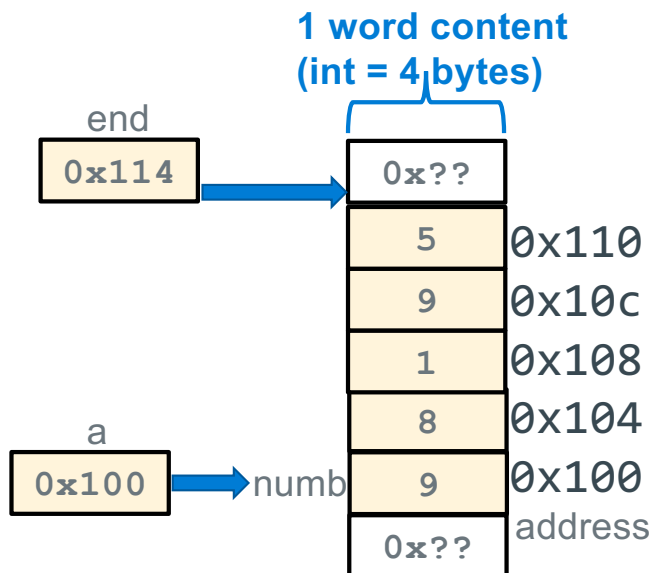 1 word content
(int = 4 bytes)
end
0x114
0x??
5 0x110
9 0x10c
1 0x108
8 0x104
a
0x100
numb 9 0x100
0x?? address